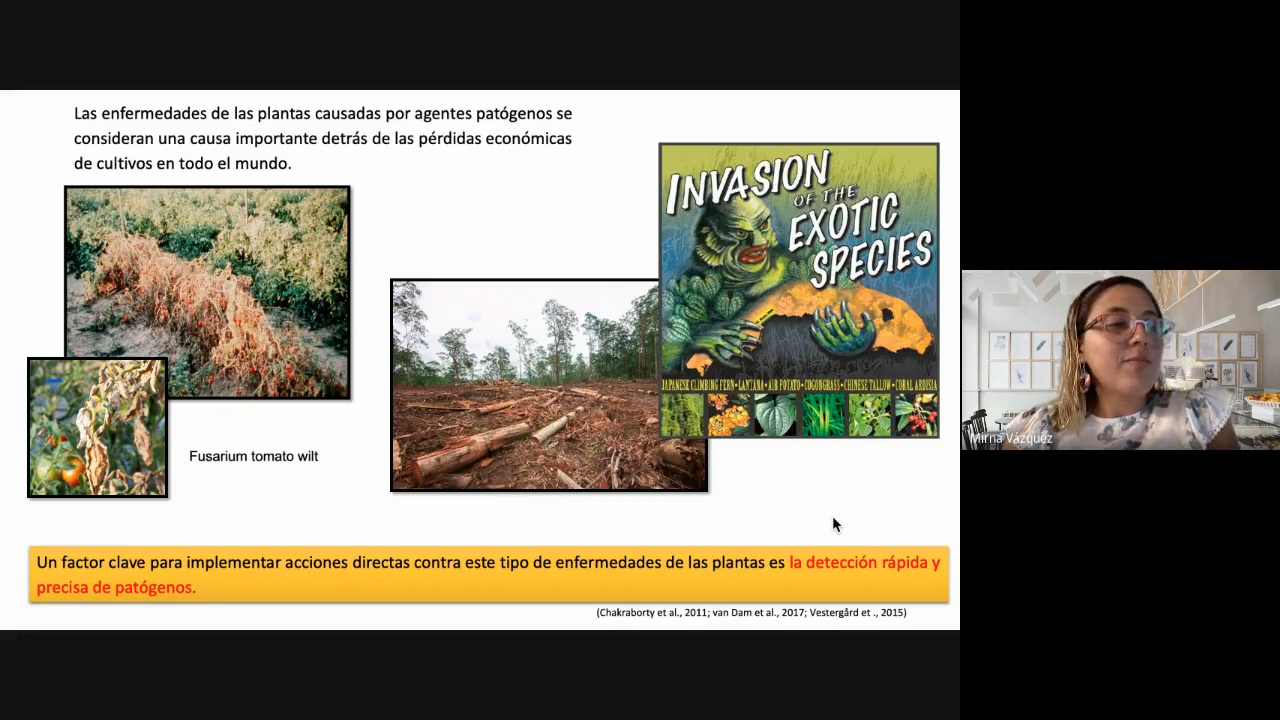 Las enfermedades de las plantas causadas por agentes patógenos se
consideran una causa importante detrás de las pérdidas económicas
de cultivos en todo el mundo.
INVASION
OF THE
EXOTIC
SPECIES
JAPANESE CLIMBING FERN•LANTANA•AIR POTATO•COGONGRASS•CHINESE TALLOW•CORAL ARDISIA
Fusarium tomato wilt
Mirna Vázquez
Un factor clave para implementar acciones directas contra este tipo de enfermedades de las plantas es la detección rápida y
precisa de patógenos.
(Chakraborty et al., 2011; van Dam et al., 2017; Vestergård et ., 2015)